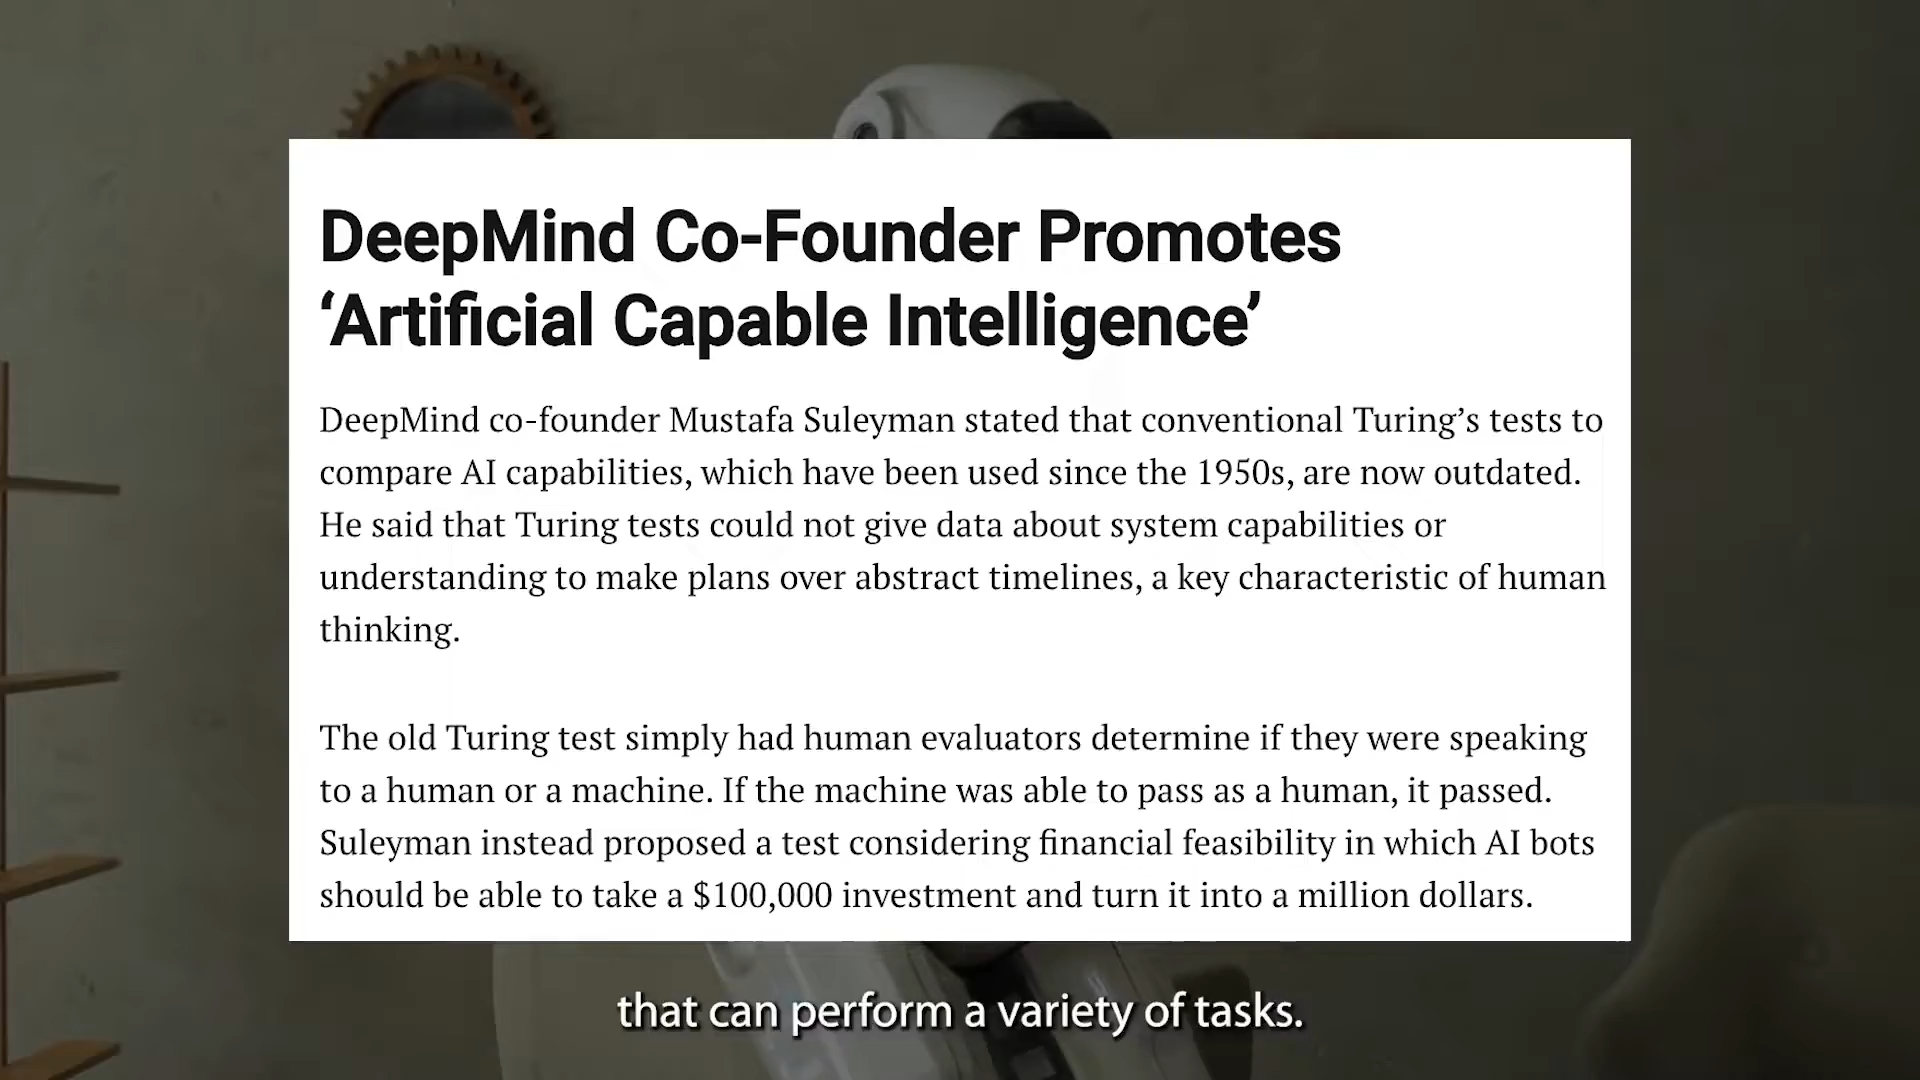 DeepMind Co-Founder Promotes
‘Artificial Capable Intelligence’
DeepMind co-founder Mustafa Suleyman stated that conventional Turing’s tests to
compare AI capabilities, which have been used since the 1950s, are now outdated.
He said that Turing tests could not give data about system capabilities or
understanding to make plans over abstract timelines, a key characteristic of human
thinking.
The old Turing test simply had human evaluators determine if they were speaking
to a human or a machine. If the machine was able to pass as a human, it passed.
Suleyman instead proposed a test considering financial feasibility in which AI bots
should be able to take a $100,000 investment and turn it into a million dollars.
that can perform a variety of tasks.